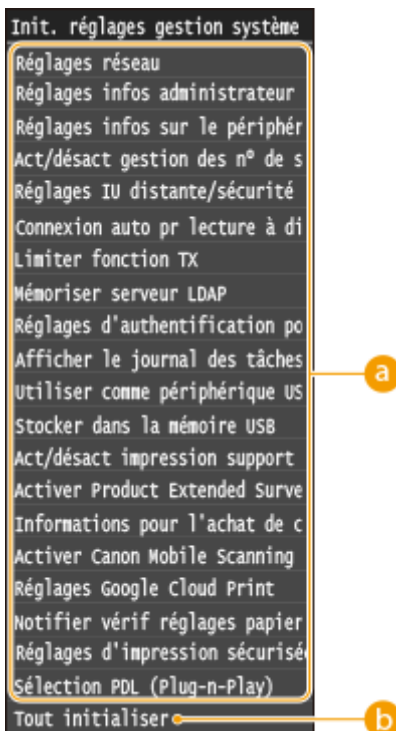 Init. réglages gestion système
Réglages réseau
Réglages infos administrateur
Réglages infos sur le périphér
Act/désact gestion des nº de s
Réglages IU distante/sécurité
Connexion auto pr lecture à di
Limiter fonction TX
Mémoriser serveur LDAP
Réglages d'authentification po
Afficher le journal des tâches
a
Utiliser comme périphérique US
Stocker dans la mémoire USB
Act/désact impression support
Activer Product Extended Surve
Informations pour l'achat de c
Activer Canon Mobile Scanning
Réglages Google Cloud Print
Notifier vérif réglages papier
Réglages d'impression sécurisé
Sélection PDL (Plug-n-Play)
Tout initialiser
b